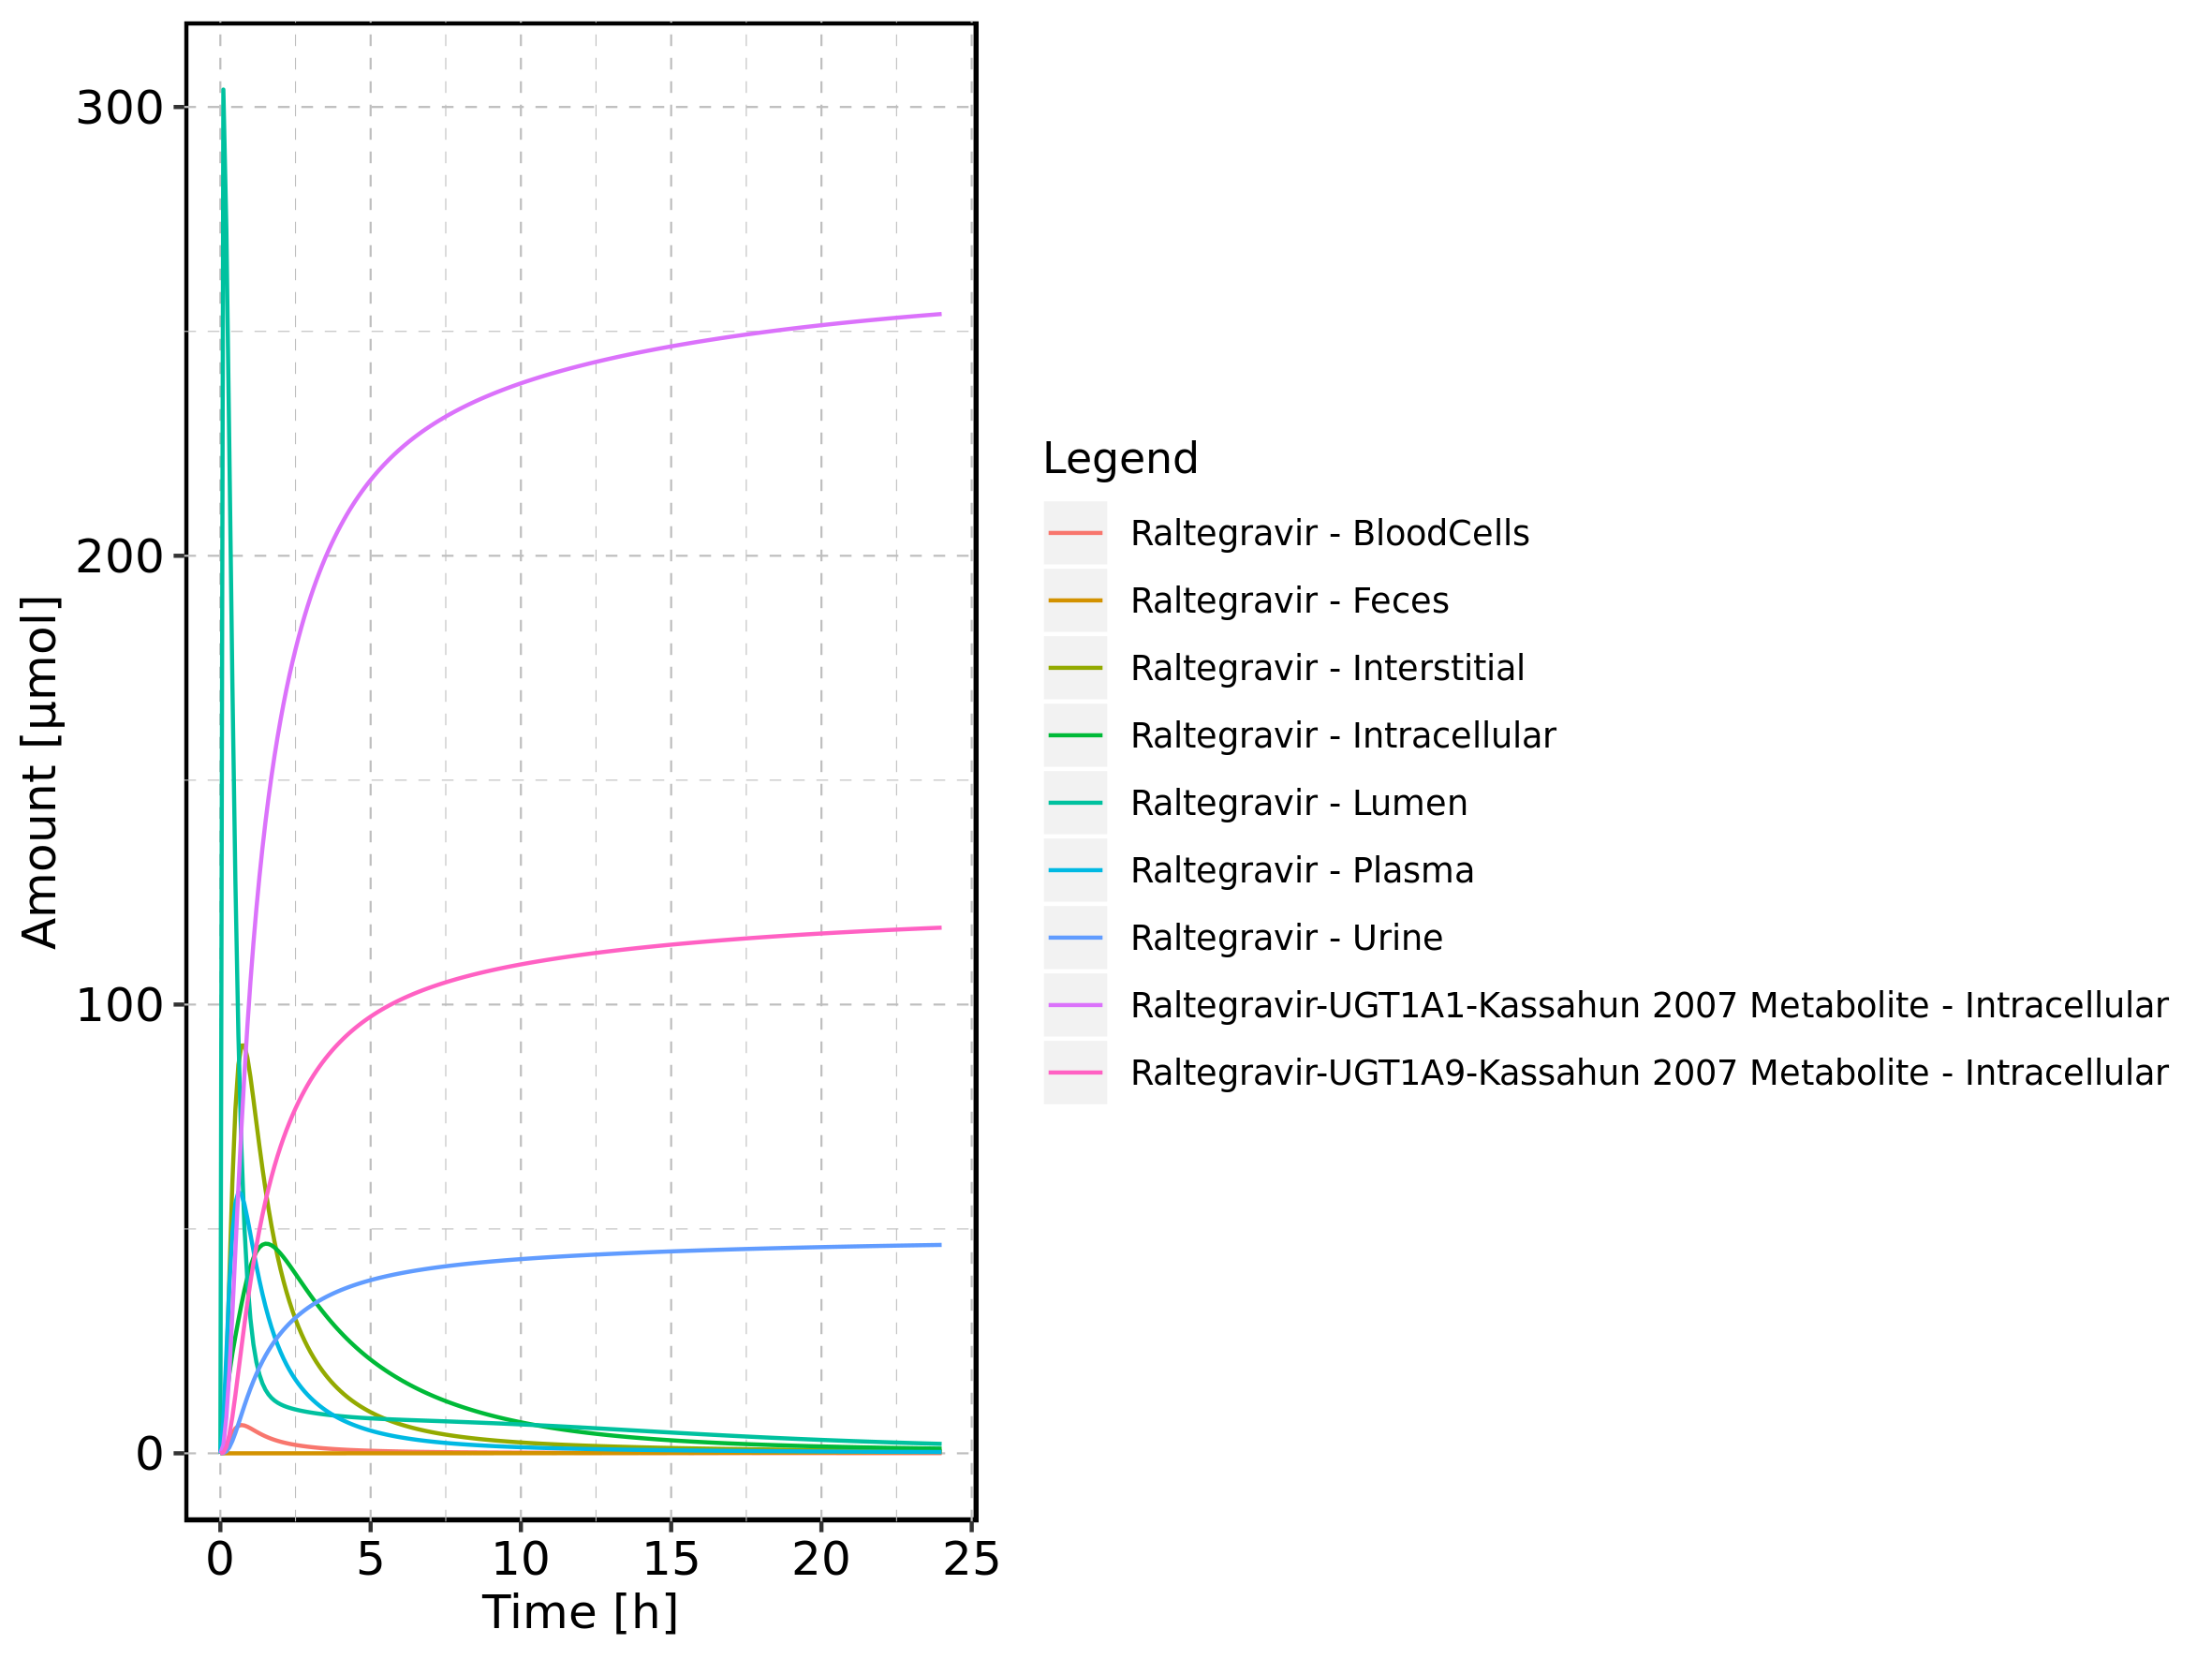 300
200
100
0
Amount [µmol]
0 5 10 15 20 25
Time [h]
Legend
Raltegravir - BloodCells
Raltegravir - Feces
Raltegravir - Interstitial
Raltegravir - Intracellular
Raltegravir - Lumen
Raltegravir - Plasma
Raltegravir - Urine
Raltegravir-UGT1A1-Kassahun 2007 Metabolite - Intracellular
Raltegravir-UGT1A9-Kassahun 2007 Metabolite - Intracellular